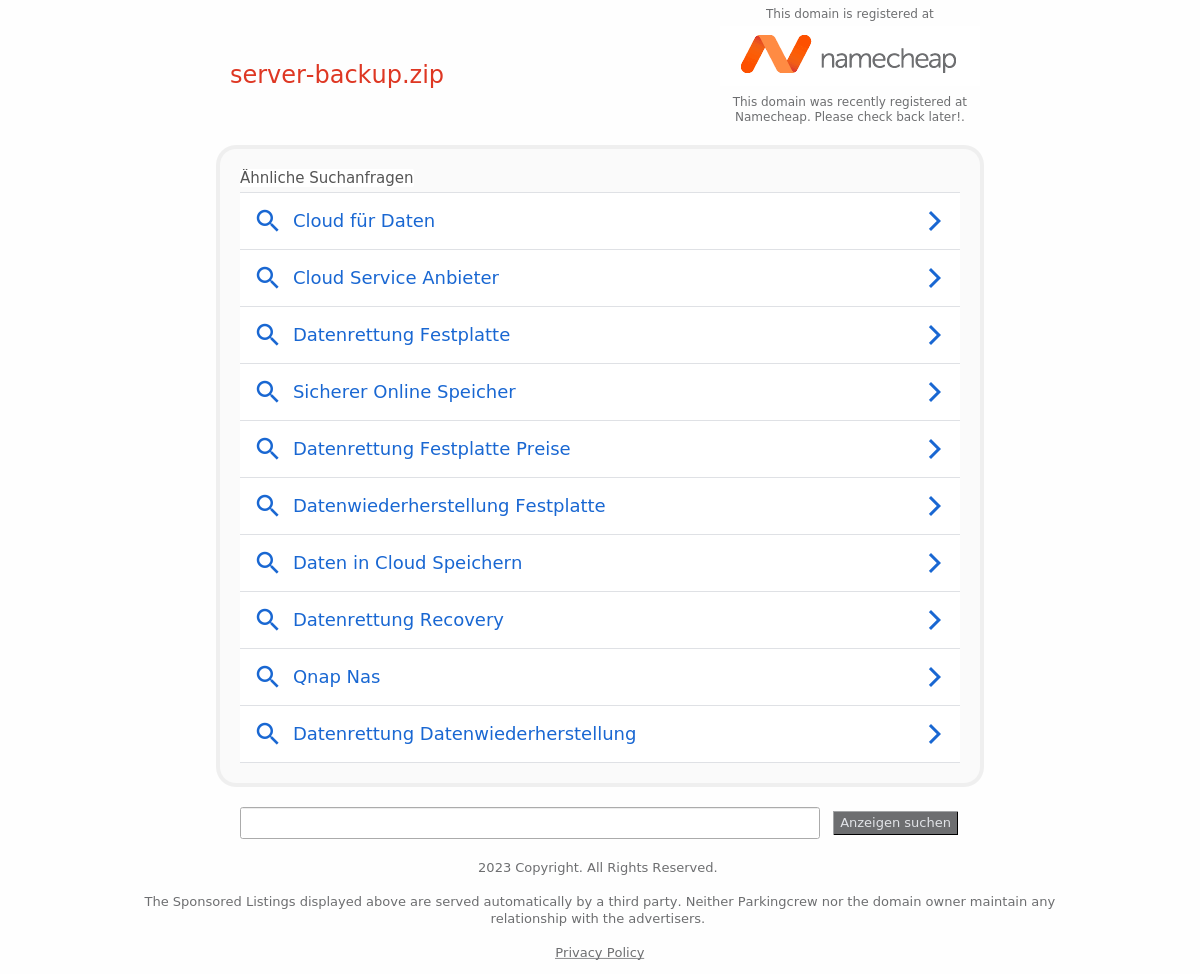 This domain is registered at
namecheap
server-backup.zip
This domain was recently registered at
Namecheap. Please check back later!.
Ähnliche Suchanfragen
Cloud für Daten
Cloud Service Anbieter
Datenrettung Festplatte
Sicherer Online Speicher
Datenrettung Festplatte Preise
Datenwiederherstellung Festplatte
Daten in Cloud Speichern
Datenrettung Recovery
Qnap Nas
Datenrettung Datenwiederherstellung
Anzeigen suchen
2023 Copyright. All Rights Reserved.
The Sponsored Listings displayed above are served automatically by a third party. Neither Parkingcrew nor the domain owner maintain any
relationship with the advertisers.
Privacy Policy